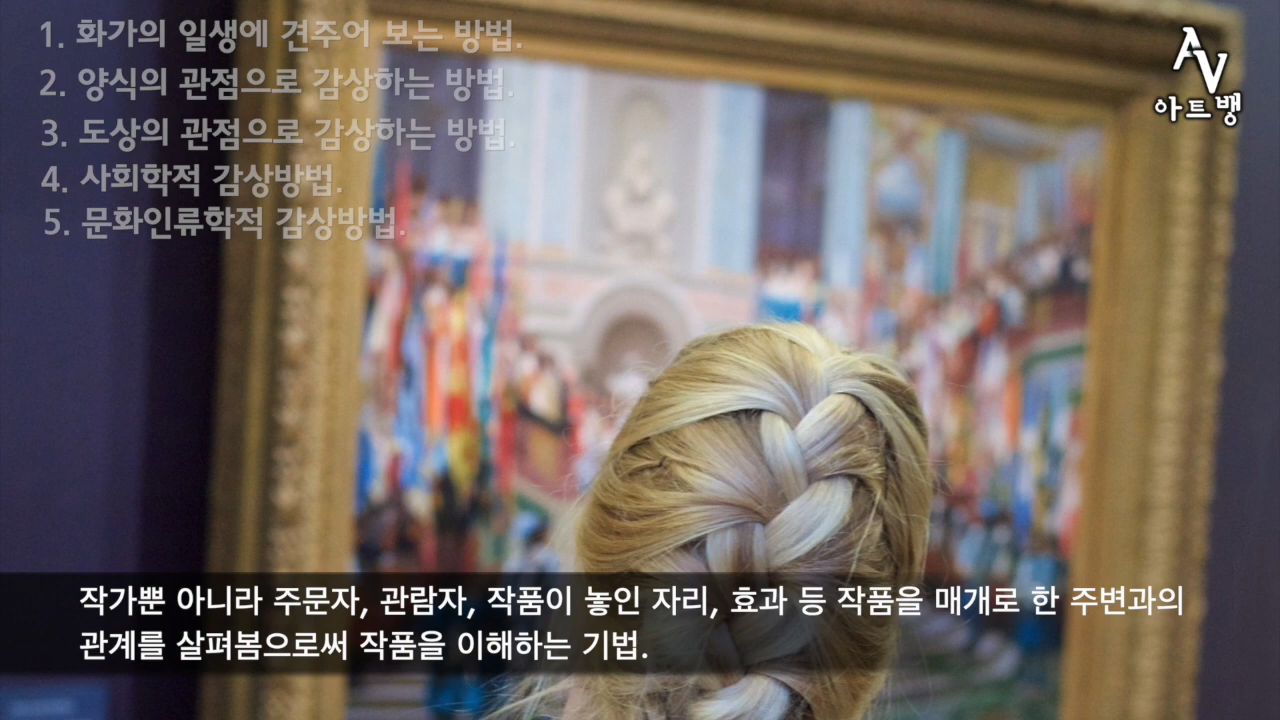 1. 화가의 일생에 견주어 보는 방법.
2. 양식의 관점으로 감상하는 방법.
3. 도상의 관점으로 감상하는 방법.
4. 사회학적 감상방법.
5. 문화인류학적 감상방법.
AV
아트뱅
작가뿐 아니라 주문자, 관람자, 작품이 놓인 자리, 효과 등 작품을 매개로 한 주변과의
관계를 살펴봄으로써 작품을 이해하는 기법.